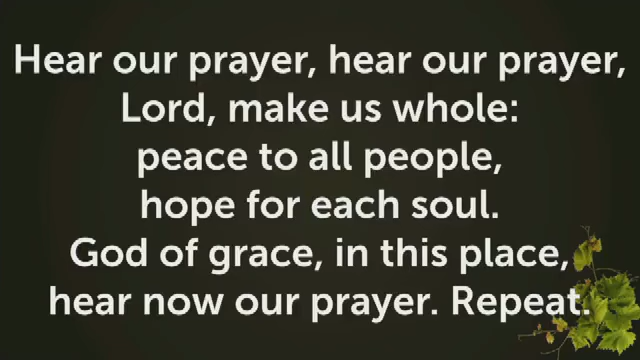 Hear our prayer, hear our prayer,
Lord, make us whole:
peace to all people,
hope for each soul.
God of grace, in this place,
hear now our prayer. Repeat.